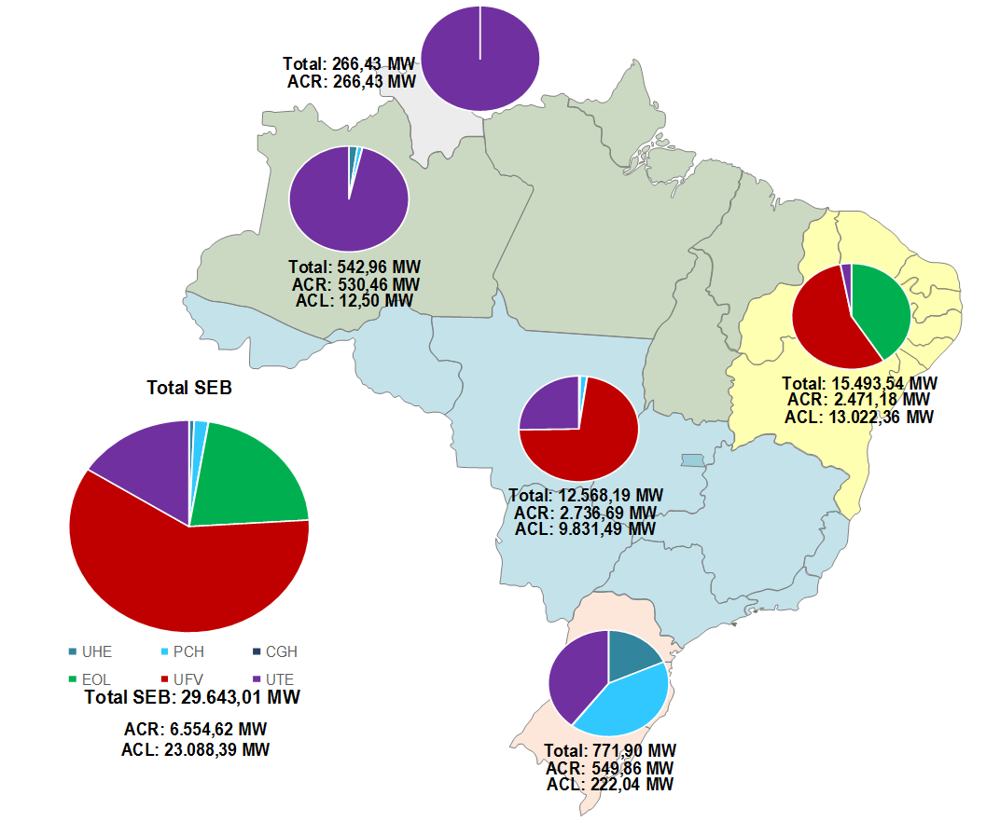 Total: 266,43 MW
ACR: 266,43 MW
Total: 542,96 MW
ACR: 530,46 MW
ACL: 12,50 MW
Total: 15.493,54 MW
ACR: 2.471,18 MW
ACL: 13.022,36 MW
Total SEB
Total: 12.568,19 MW
ACR: 2.736,69 MW
ACL: 9.831,49 MW
UHE PCH CGH
EOL UFV UTE
Total SEB: 29.643,01 MW
ACR: 6.554,62 MW
ACL: 23.088,39 MW
Total: 771,90 MW
ACR: 549,86 MW
ACL: 222,04 MW